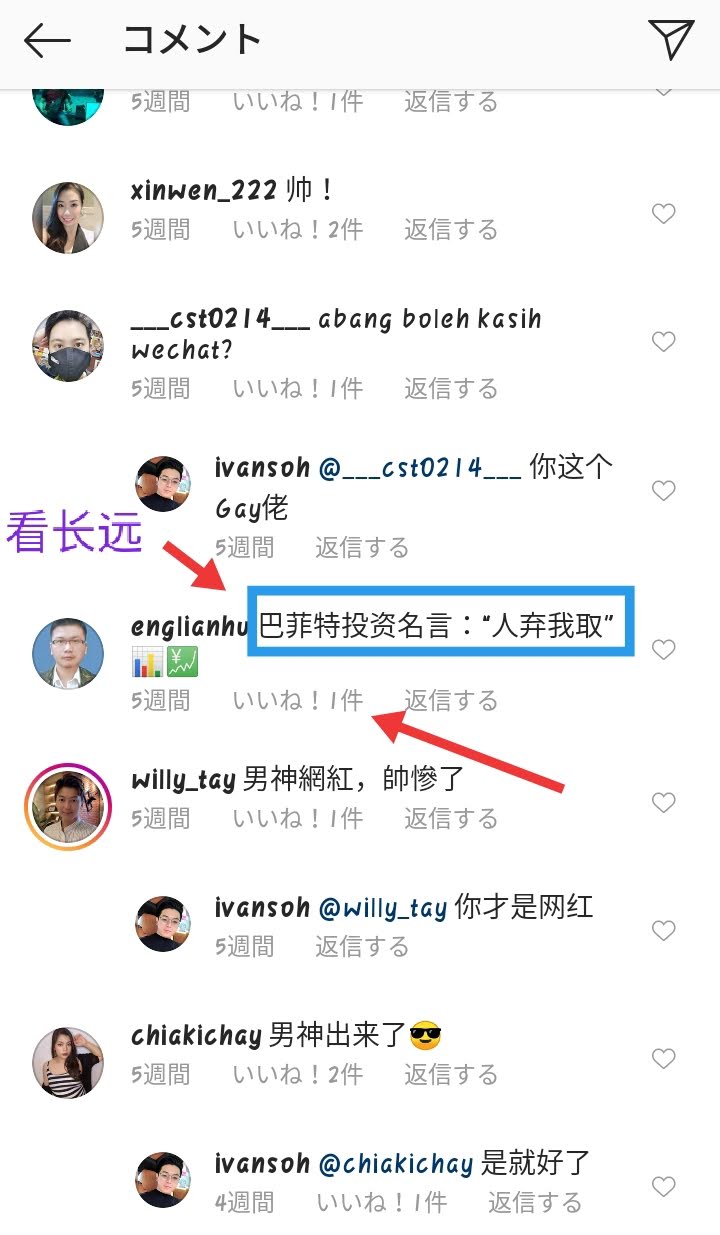 コメント
5週間 いいね！1件 返信する
xinwen_222 帅！
5週間 いいね！2件 返信する
___cst0214___ abang boleh kasih
wechat?
5週間 いいね！1件 返信する
ivansoh @___cst0214___ 你这个
Gay佬
5週間 返信する
看长远
englianhu 巴菲特投资名言：“人弃我取”
📊💹
5週間 いいね！1件 返信する
willy_tay 男神網紅，帥慘了
5週間 いいね！1件 返信する
ivansoh @willy_tay 你才是网红
5週間 返信する
chiakichay 男神出来了😎
5週間 いいね！2件 返信する
ivansoh @chiakichay 是就好了
4週間 いいね！1件 返信する